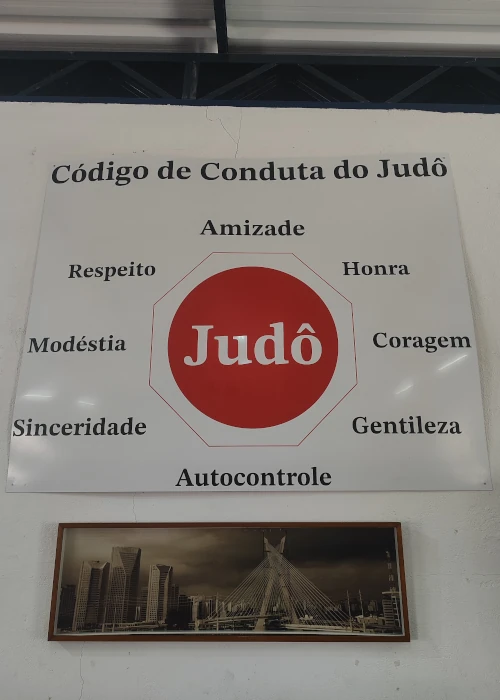 Código de Conduta do Judô
Amizade
Respeito
Honra
Modéstia
Judô
Coragem
Sinceridade
Gentileza
Autocontrole